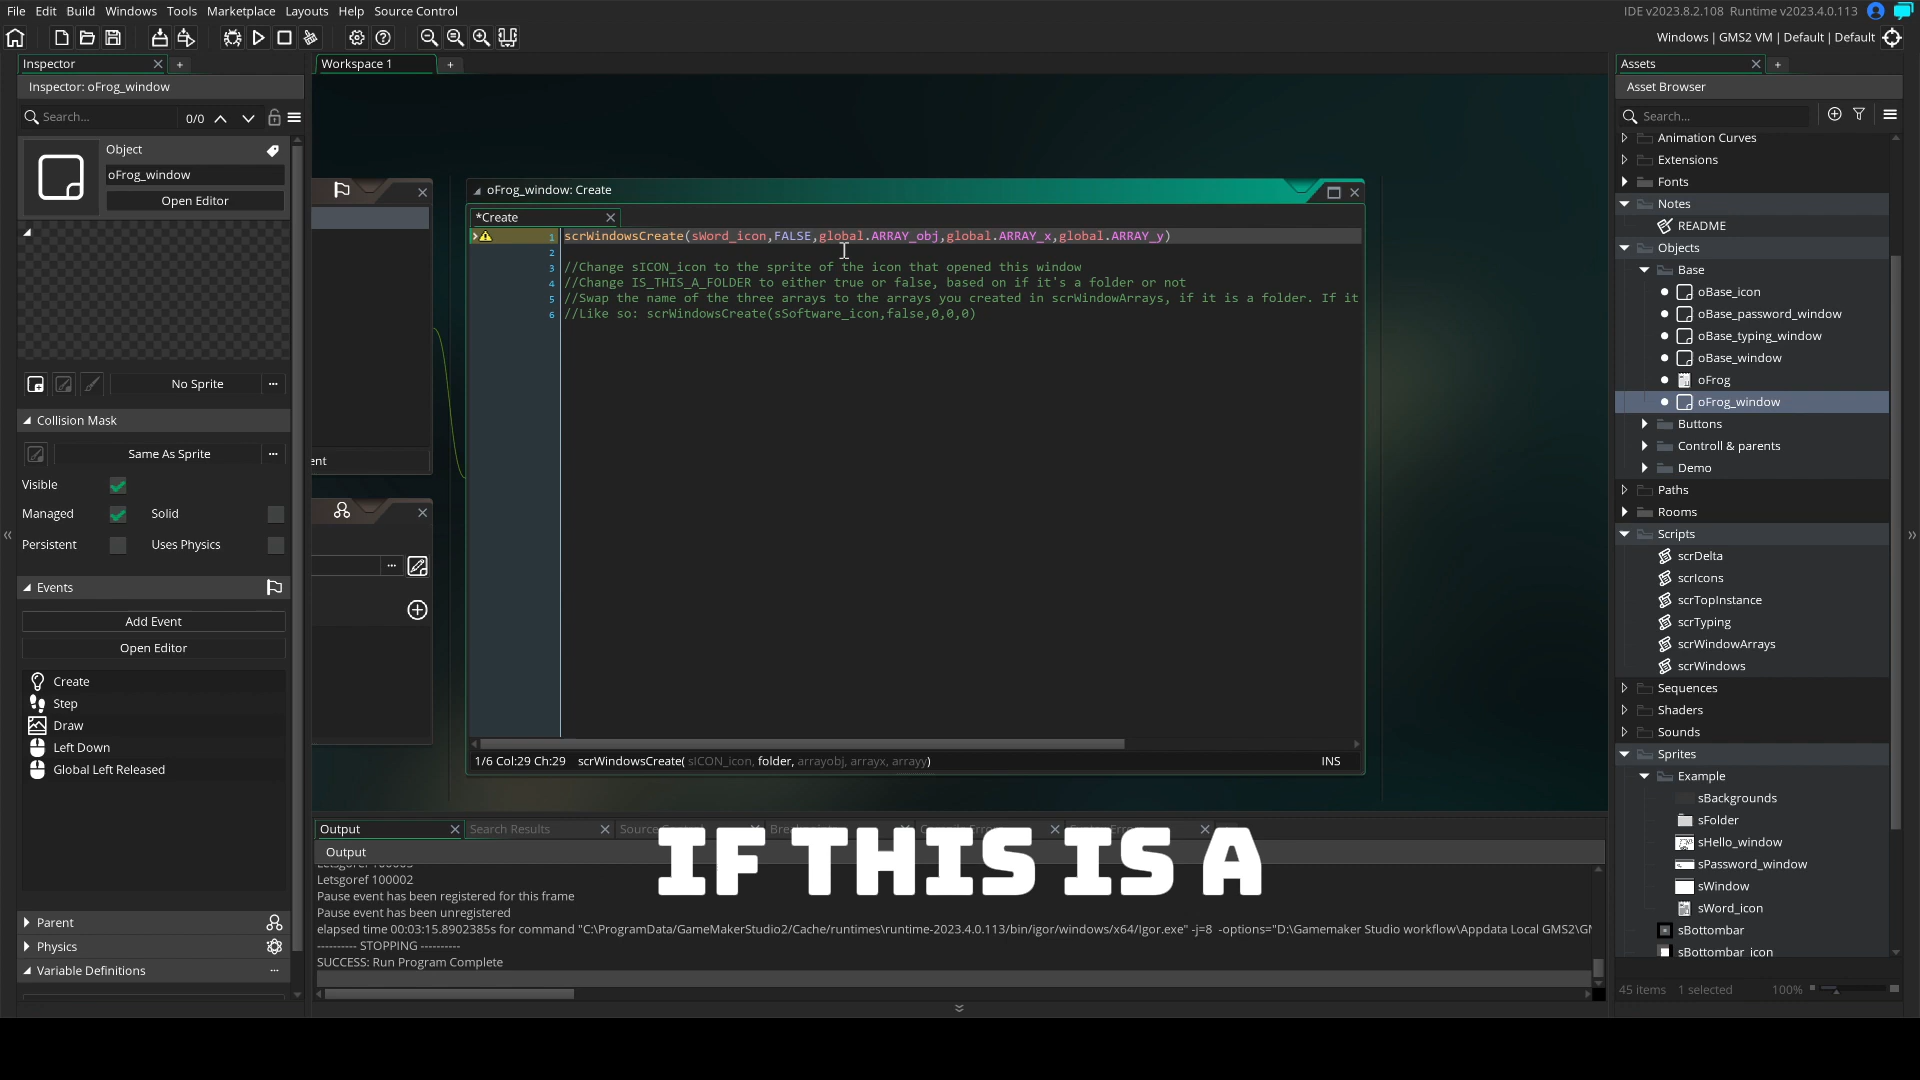 File Edit Build Windows Tools Marketplace Layouts Help Source Control
IDE v2023.8.2.108 Runtime v2023.4.0.113
Windows | GMS2 VM | Default | Default
Inspector
Inspector: oFrog_window
Search...
0/0
Object
oFrog_window
Open Editor
No Sprite
Collision Mask
Same As Sprite
Visible
Managed
Solid
Persistent
Uses Physics
Events
Add Event
Open Editor
Create
Step
Draw
Left Down
Global Left Released
Parent
Physics
Variable Definitions
Workspace 1
ent
oFrog_window: Create
*Create
1 scrWindowsCreate(sWord_icon,FALSE,global.ARRAY_obj,global.ARRAY_x,global.ARRAY_y)
2
3 //Change sICON_icon to the sprite of the icon that opened this window
4 //Change IS_THIS_A_FOLDER to either true or false, based on if it's a folder or not
5 //Swap the name of the three arrays to the arrays you created in scrWindowArrays, if it is a folder. If it
6 //Like so: scrWindowsCreate(sSoftware_icon,false,0,0,0)
1/6 Col:29 Ch:29 scrWindowsCreate( sICON_icon, folder, arrayobj, arrayx, arrayy)
INS
Output
Search Results
Output
Letsgoref 100002
Pause event has been registered for this frame
Pause event has been unregistered
elapsed time 00:03:15.8902385s for command "C:\ProgramData/GameMakerStudio2/Cache/runtimes\runtime-2023.4.0.113/bin/igor/windows/x64/Igor.exe" -j=8 -options="D:\Gamemaker Studio workflow\Appdata Local GMS2\GM
---------- STOPPING ----------
SUCCESS: Run Program Complete
IF THIS IS A
Assets
Asset Browser
Search...
Animation Curves
Extensions
Fonts
Notes
README
Objects
Base
oBase_icon
oBase_password_window
oBase_typing_window
oBase_window
oFrog
oFrog_window
Buttons
Controll & parents
Demo
Paths
Rooms
Scripts
scrDelta
scrIcons
scrTopInstance
scrTyping
scrWindowArrays
scrWindows
Sequences
Shaders
Sounds
Sprites
Example
sBackgrounds
sFolder
sHello_window
sPassword_window
sWindow
sWord_icon
sBottombar
sBottombar_icon
45 items 1 selected 100%